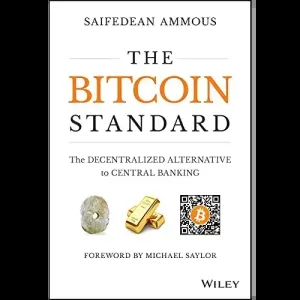 SAIFEDEAN AMMOUS
THE
BITCOIN
STANDARD
The DECENTRALIZED ALTERNATIVE
to CENTRAL BANKING
FOREWORD BY MICHAEL SAYLOR
WILEY